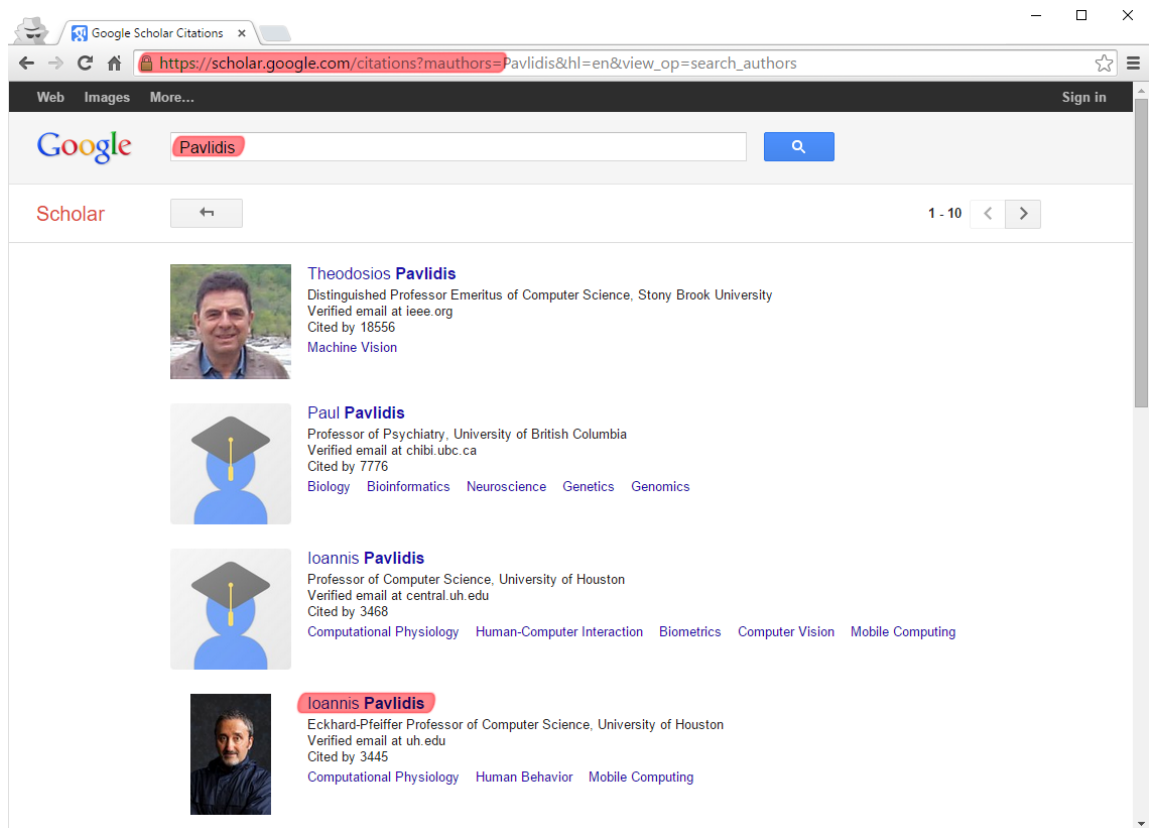 Google Scholar Citations
https://scholar.google.com/citations?mauthors=Pavlidis&hl=en&view_op=search_authors
Web Images More... Sign in
Google Pavlidis
Scholar 1 - 10
Theodosios Pavlidis
Distinguished Professor Emeritus of Computer Science, Stony Brook University
Verified email at ieee.org
Cited by 18556
Machine Vision
Paul Pavlidis
Professor of Psychiatry, University of British Columbia
Verified email at chibi.ubc.ca
Cited by 7776
Biology Bioinformatics Neuroscience Genetics Genomics
Ioannis Pavlidis
Professor of Computer Science, University of Houston
Verified email at central.uh.edu
Cited by 3468
Computational Physiology Human-Computer Interaction Biometrics Computer Vision Mobile Computing
Ioannis Pavlidis
Eckhard-Pfeiffer Professor of Computer Science, University of Houston
Verified email at uh.edu
Cited by 3445
Computational Physiology Human Behavior Mobile Computing